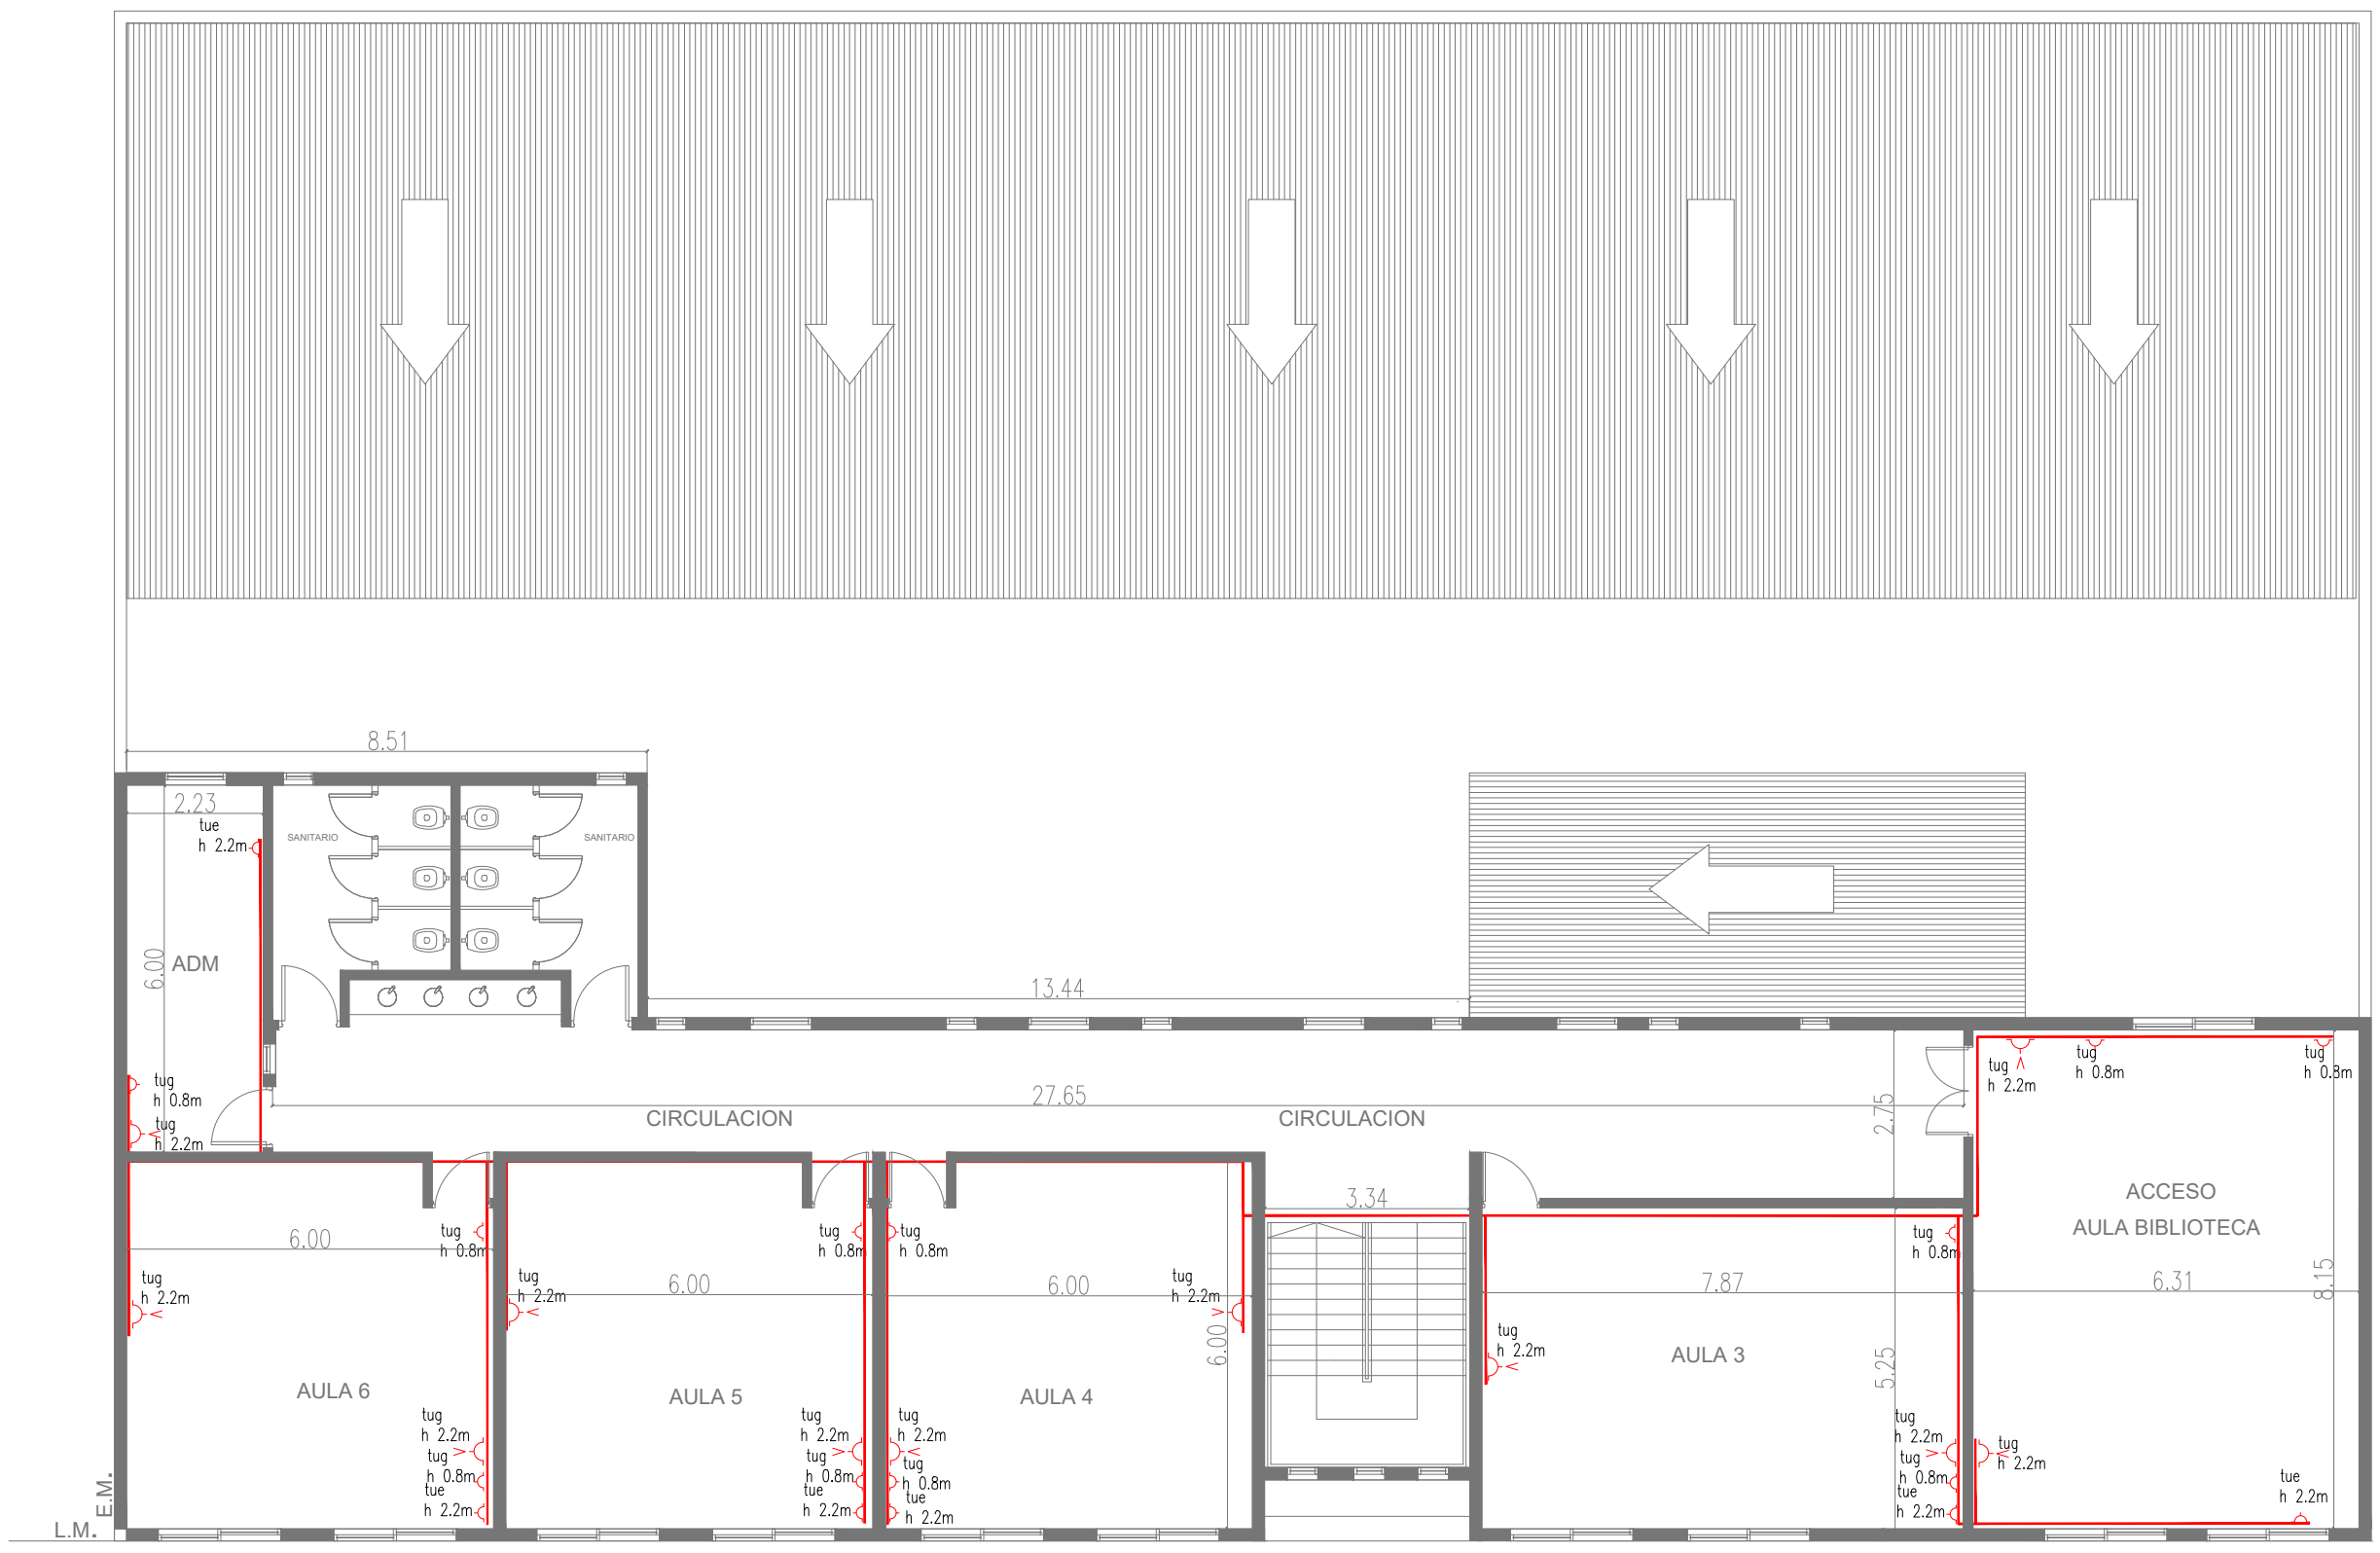 8.51
2.23
tue
h 2.2m
SANITARIO
SANITARIO
6.00
ADM
13.44
tug
h 0.8m
tug
h 2.2m
27.65
CIRCULACION
CIRCULACION
2.75
tug
h 2.2m
tug
h 0.8m
tug
h 0.8m
ACCESO
AULA BIBLIOTECA
6.31
8.15
tug
h 2.2m
tue
h 2.2m
6.00
tug
h 0.8m
tug
h 2.2m
AULA 6
tug
h 2.2m
tug
h 0.8m
tue
h 2.2m
tug
h 0.8m
tug
h 2.2m
6.00
AULA 5
tug
h 2.2m
tug
h 0.8m
tue
h 2.2m
tug
h 0.8m
6.00
tug
h 2.2m
6.00
AULA 4
tug
h 2.2m
tug
h 0.8m
tue
h 2.2m
3.34
tug
h 0.8m
7.87
tug
h 2.2m
AULA 3
5.25
tug
h 2.2m
tug
h 0.8m
tue
h 2.2m
E.M.
L.M.